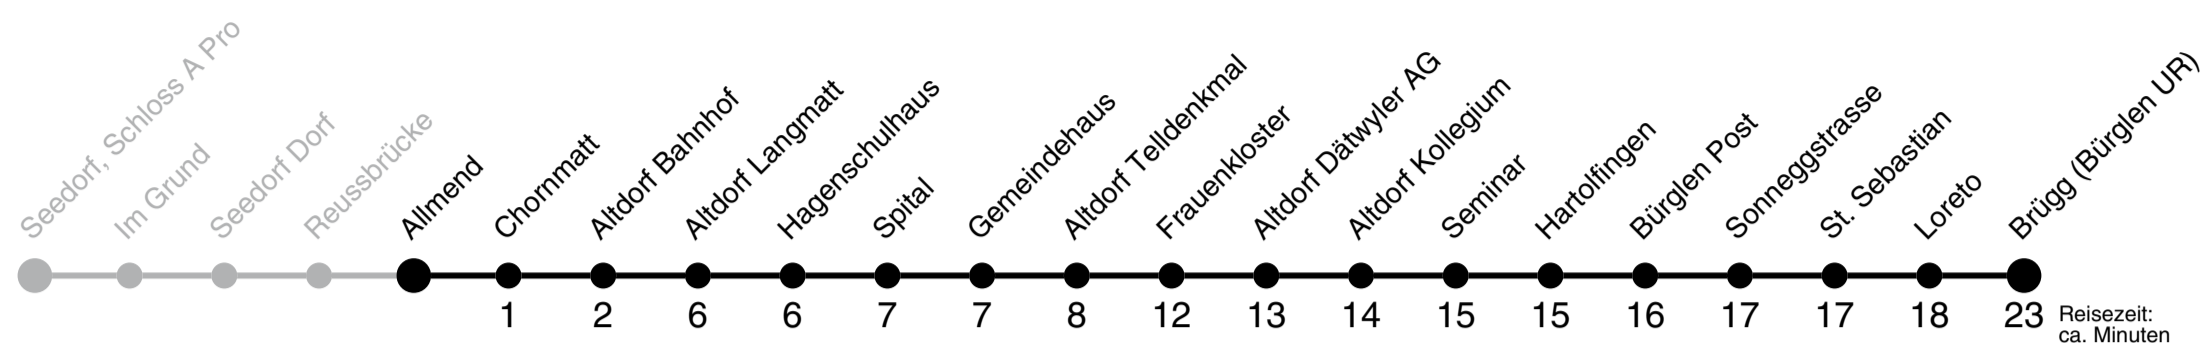 Seedorf, Schloss A Pro
Im Grund
Seedorf Dorf
Reussbrücke
Allmend
Chornmatt
Altdorf Bahnhof
Altdorf Langmatt
Hagenschulhaus
Spital
Gemeindehaus
Altdorf Telldenkmal
Frauenkloster
Altdorf Dätwyler AG
Altdorf Kollegium
Seminar
Hartolfingen
Bürglen Post
Sonneggstrasse
St. Sebastian
Loreto
Brügg (Bürglen UR)
1 2 6 6 7 7 8 12 13 14 15 15 16 17 17 18 23
Reisezeit:
ca. Minuten